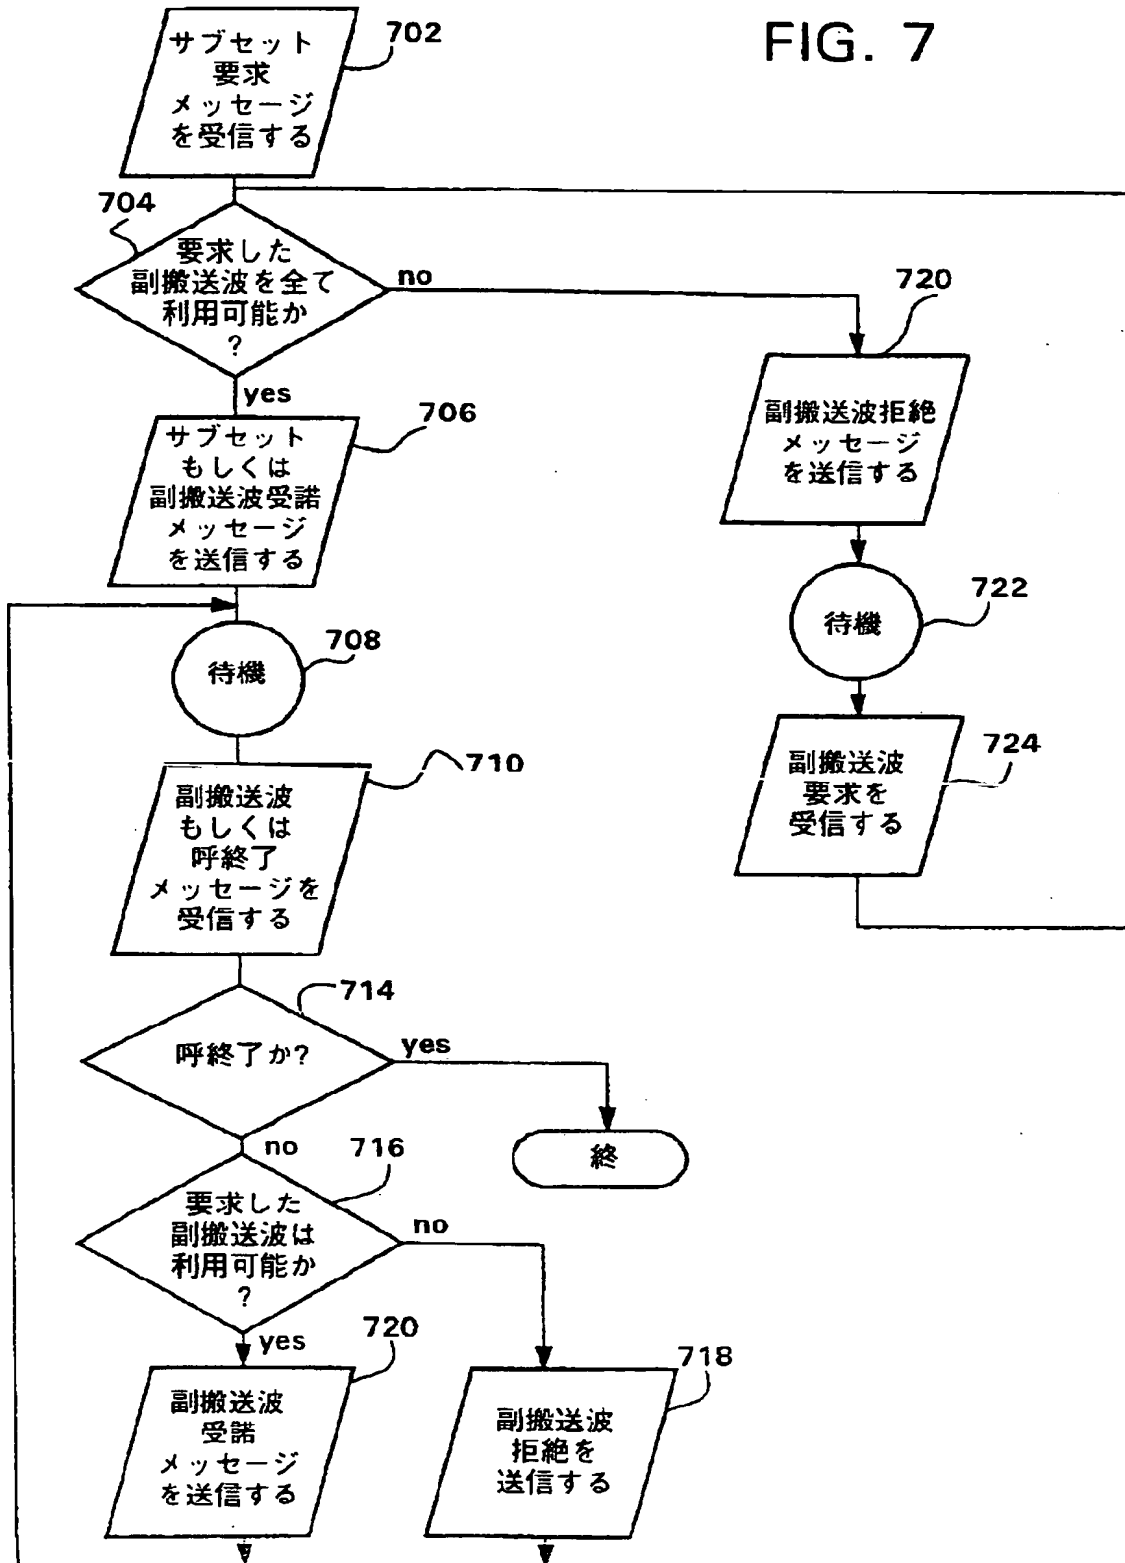 FIG. 7
702
サブセット
要求
メッセージ
を受信する
704
要求した
副搬送波を全て
利用可能か
?
no
yes
720
副搬送波拒絶
メッセージ
を送信する
706
サブセット
もしくは
副搬送波受諾
メッセージ
を送信する
722
待機
708
待機
724
副搬送波
要求を
受信する
710
副搬送波
もしくは
呼終了
メッセージを
受信する
714
呼終了か?
yes
no
終
716
要求した
副搬送波は
利用可能か
?
no
yes
720
副搬送波
受諾
メッセージ
を送信する
718
副搬送波
拒絶を
送信する